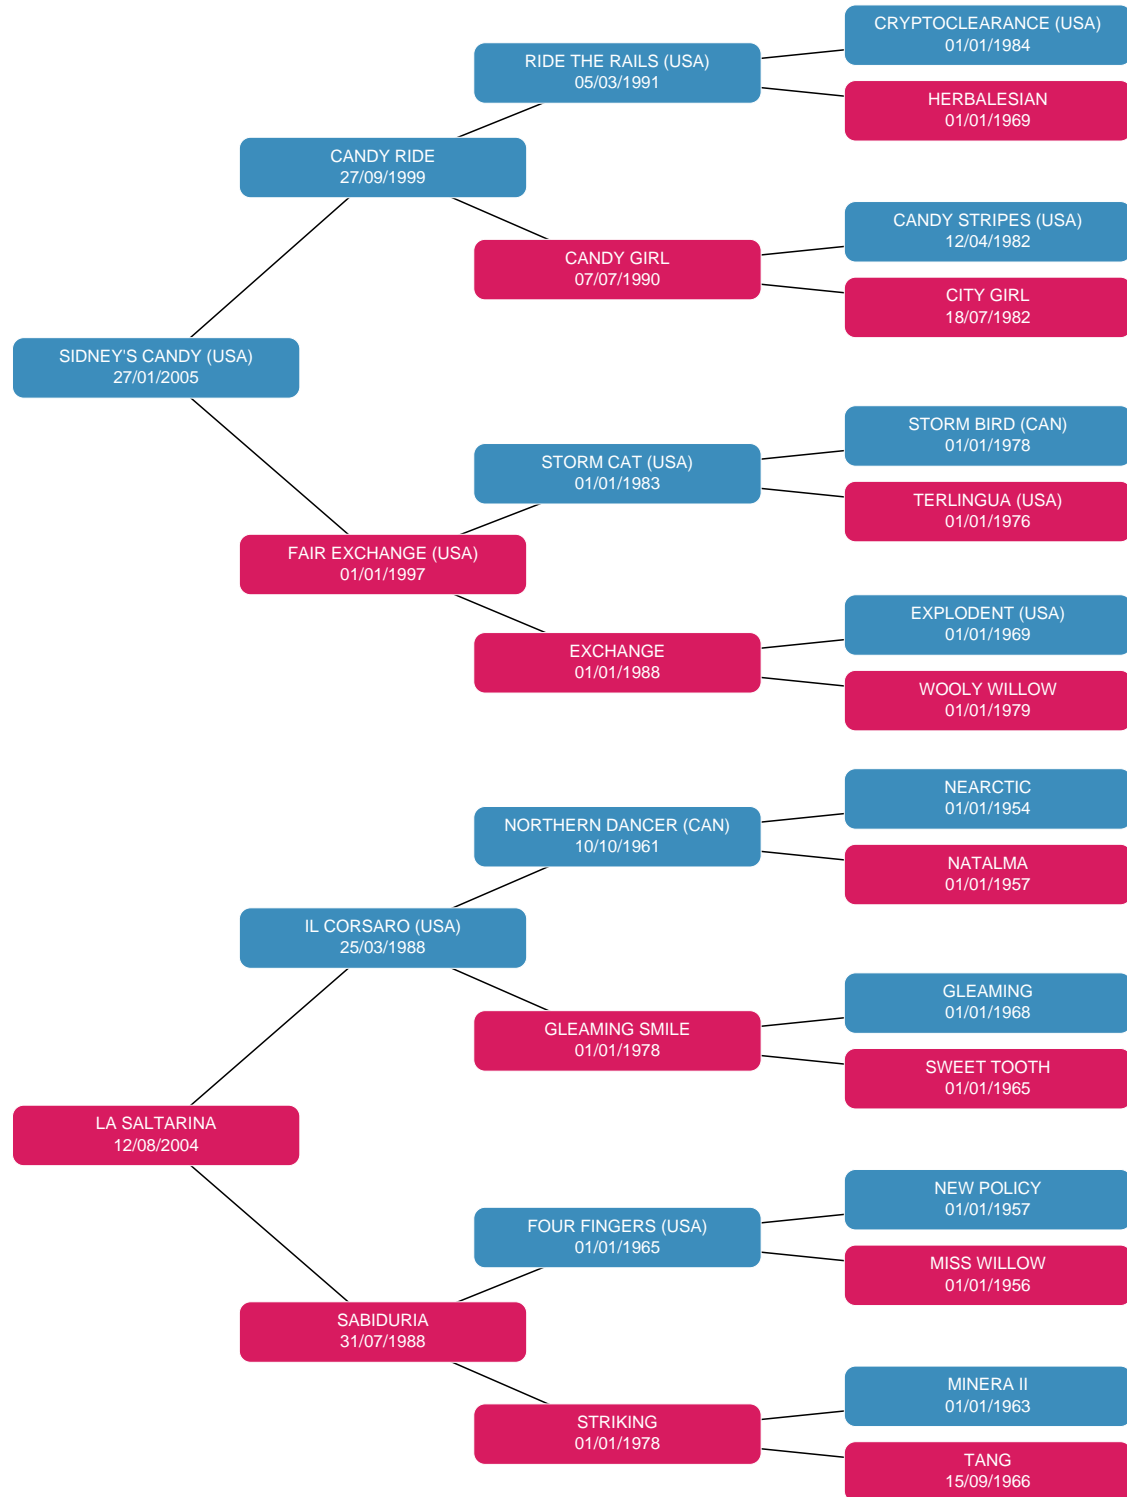 CRYPTOCLEARANCE (USA)
01/01/1984
RIDE THE RAILS (USA)
05/03/1991
HERBALESIAN
01/01/1969
CANDY RIDE
27/09/1999
CANDY STRIPES (USA)
12/04/1982
CANDY GIRL
07/07/1990
CITY GIRL
18/07/1982
SIDNEY'S CANDY (USA)
27/01/2005
STORM BIRD (CAN)
01/01/1978
STORM CAT (USA)
01/01/1983
TERLINGUA (USA)
01/01/1976
FAIR EXCHANGE (USA)
01/01/1997
EXPLODENT (USA)
01/01/1969
EXCHANGE
01/01/1988
WOOLY WILLOW
01/01/1979
NEARCTIC
01/01/1954
NORTHERN DANCER (CAN)
10/10/1961
NATALMA
01/01/1957
IL CORSARO (USA)
25/03/1988
GLEAMING
01/01/1968
GLEAMING SMILE
01/01/1978
SWEET TOOTH
01/01/1965
LA SALTARINA
12/08/2004
NEW POLICY
01/01/1957
FOUR FINGERS (USA)
01/01/1965
MISS WILLOW
01/01/1956
SABIDURIA
31/07/1988
MINERA II
01/01/1963
STRIKING
01/01/1978
TANG
15/09/1966